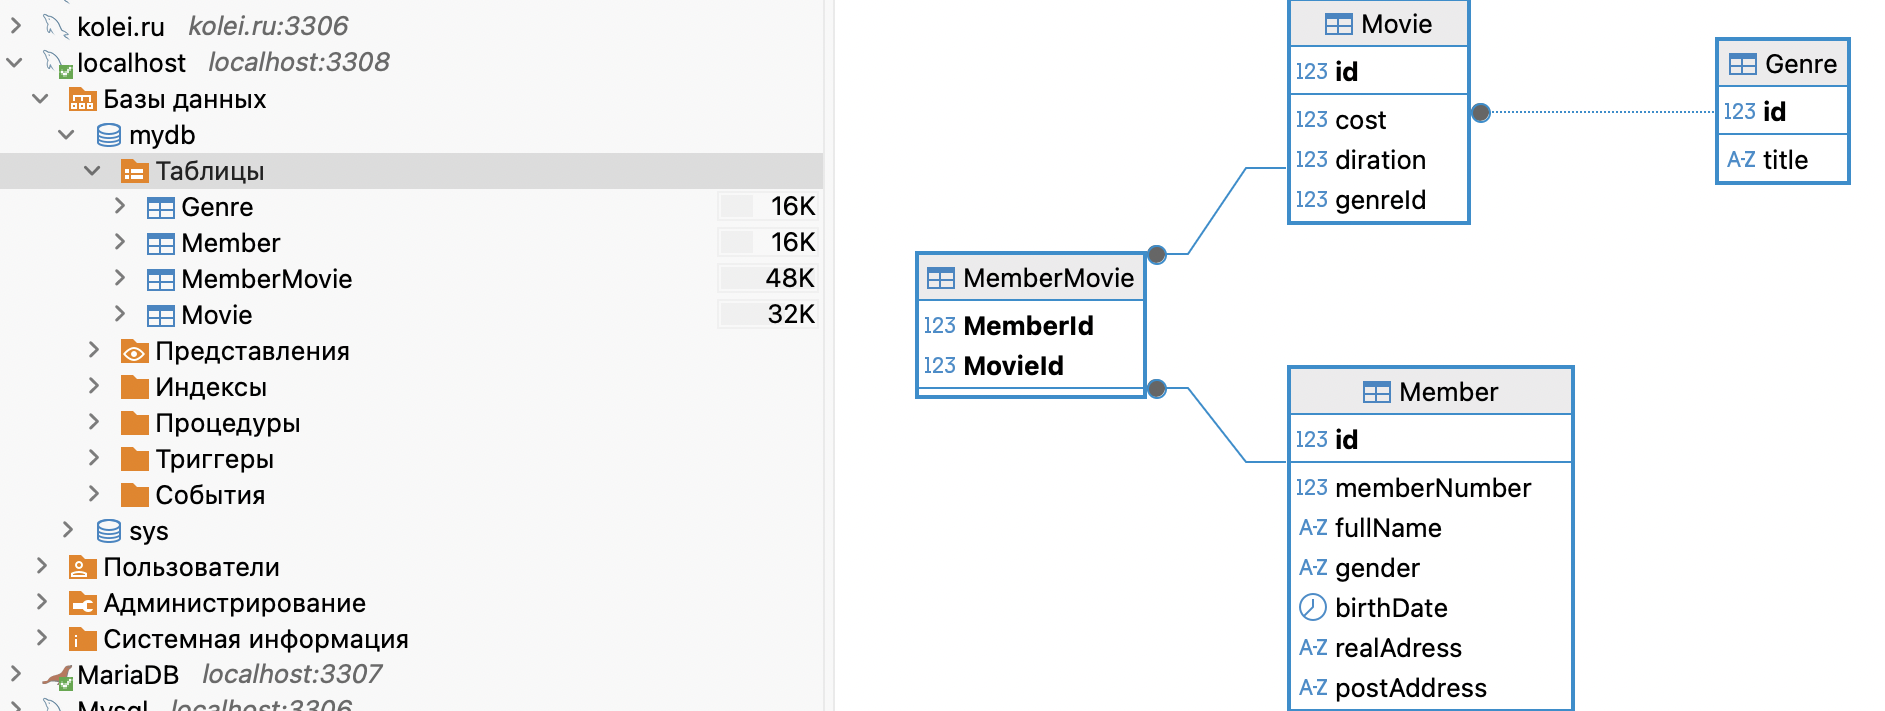 kolei.ru kolei.ru:3306
localhost localhost:3308
Базы данных
mydb
Таблицы
Genre 16K
Member 16K
MemberMovie 48K
Movie 32K
Представления
Индексы
Процедуры
Триггеры
События
sys
Пользователи
Администрирование
Системная информация
MariaDB localhost:3307
Mysql localhost:3306
Movie
123 id
123 cost
123 diration
123 genreId
Genre
123 id
A-Z title
MemberMovie
123 MemberId
123 MovieId
Member
123 id
123 memberNumber
A-Z fullName
A-Z gender
birthDate
A-Z realAdress
A-Z postAddress